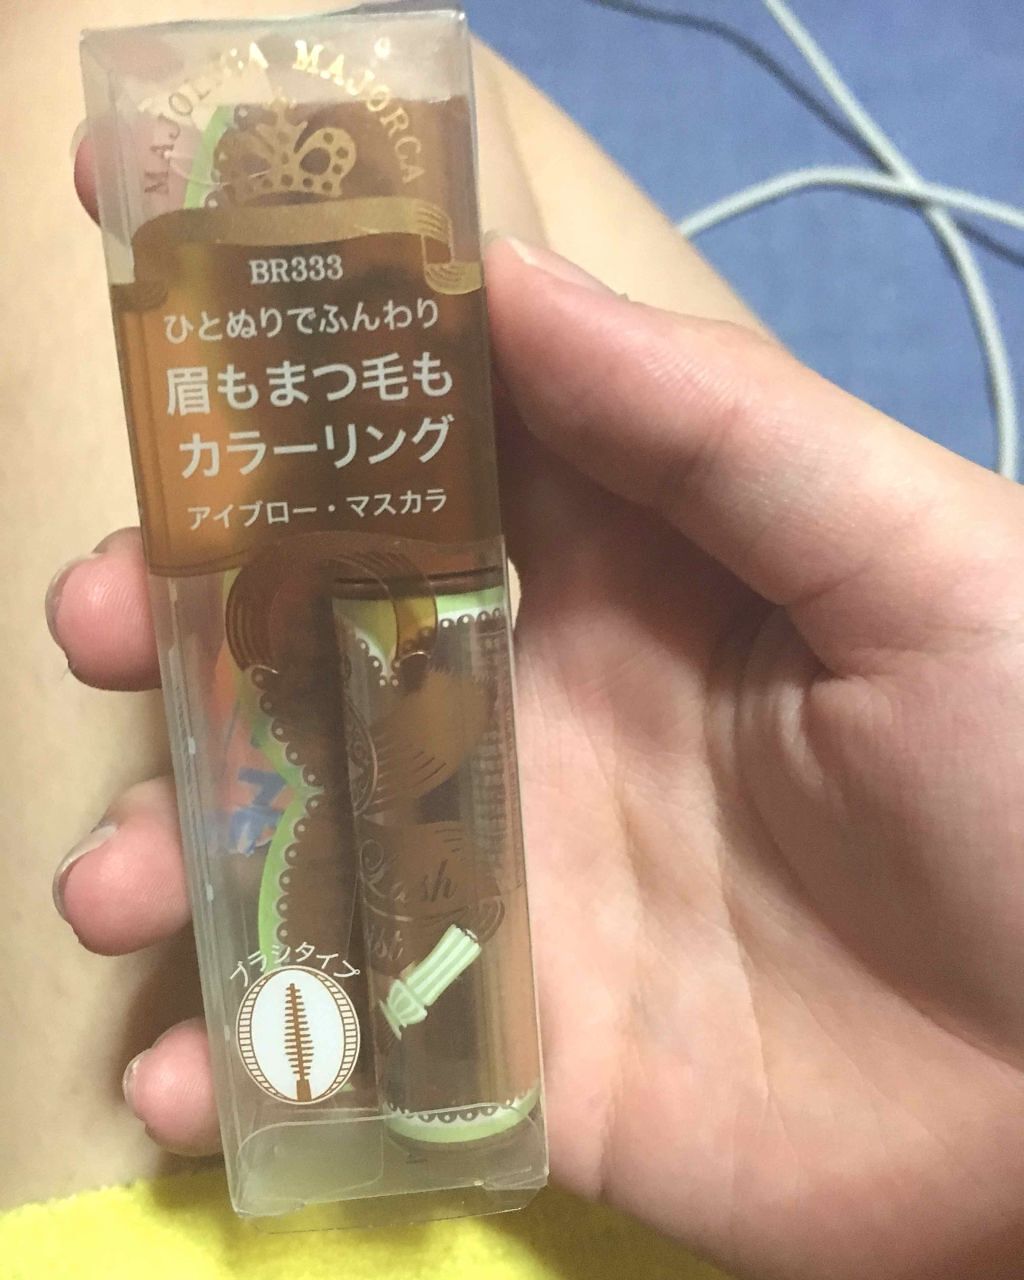 MAJOLICA MAJORCA
BR333
ひとぬりでふんわり
眉もまつ毛も
カラーリング
アイブロー・マスカラ
Lash
ブラシタイプ